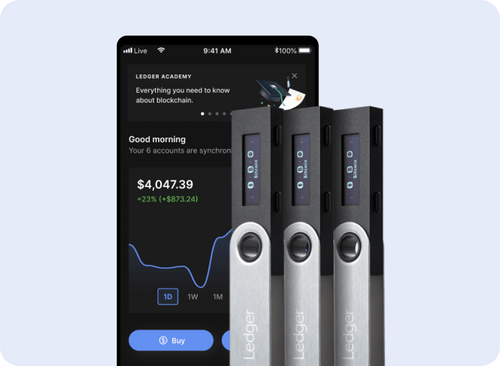 Live
9:41 AM
100%
LEDGER ACADEMY
Everything you need to know
about blockchain.
Good morning
Your 6 accounts are synchron
$4,047.39
+23% (+$873.24)
1D
1W
1M
Buy
Bitcoin
Bitcoin
Bitcoin
Ledger
Ledger
Ledger